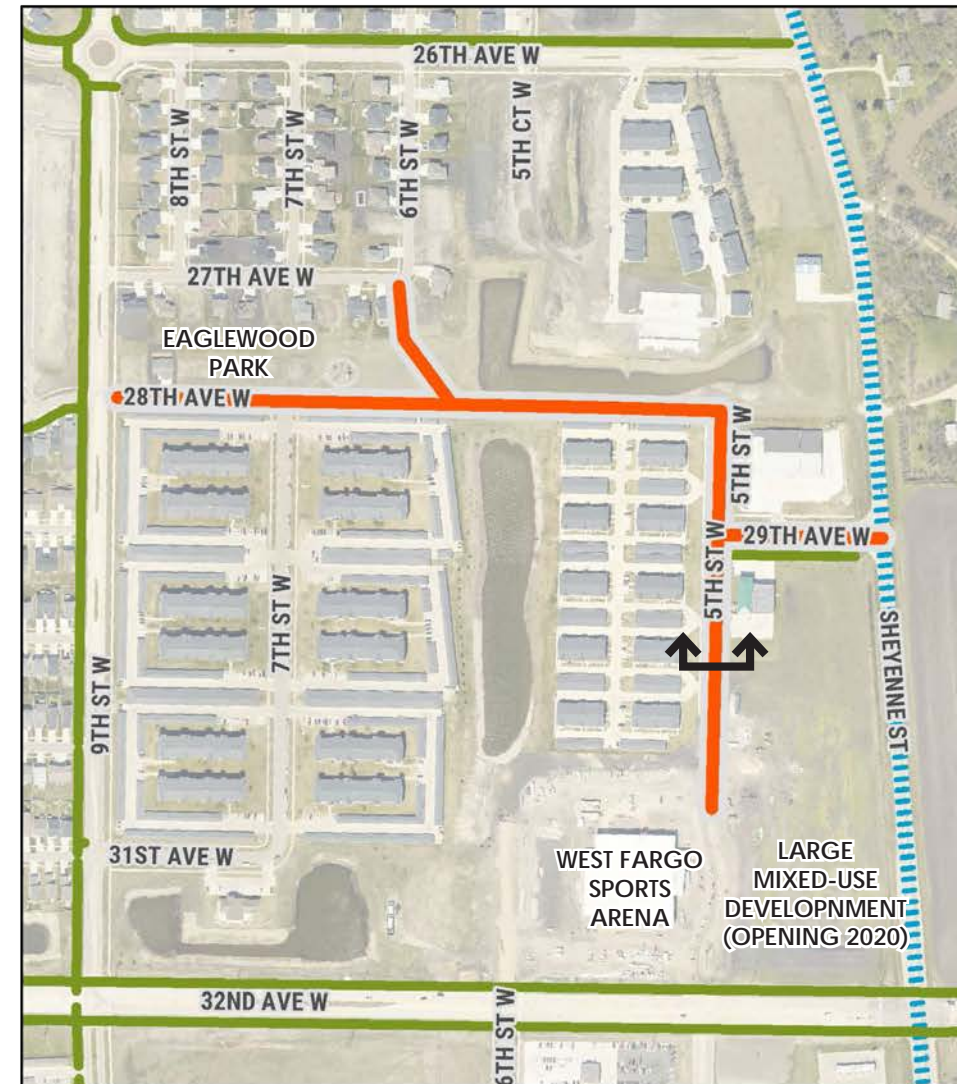 26TH AVE W
8TH ST W
7TH ST W
6TH ST W
5TH CT W
27TH AVE W
EAGLEWOOD
PARK
28TH AVE W
5TH ST W
29TH AVE W
5TH ST W
7TH ST W
9TH ST W
SHEYENNE ST
31ST AVE W
WEST FARGO
SPORTS
ARENA
LARGE
MIXED-USE
DEVELOPNMENT
(OPENING 2020)
32ND AVE W
6TH ST W